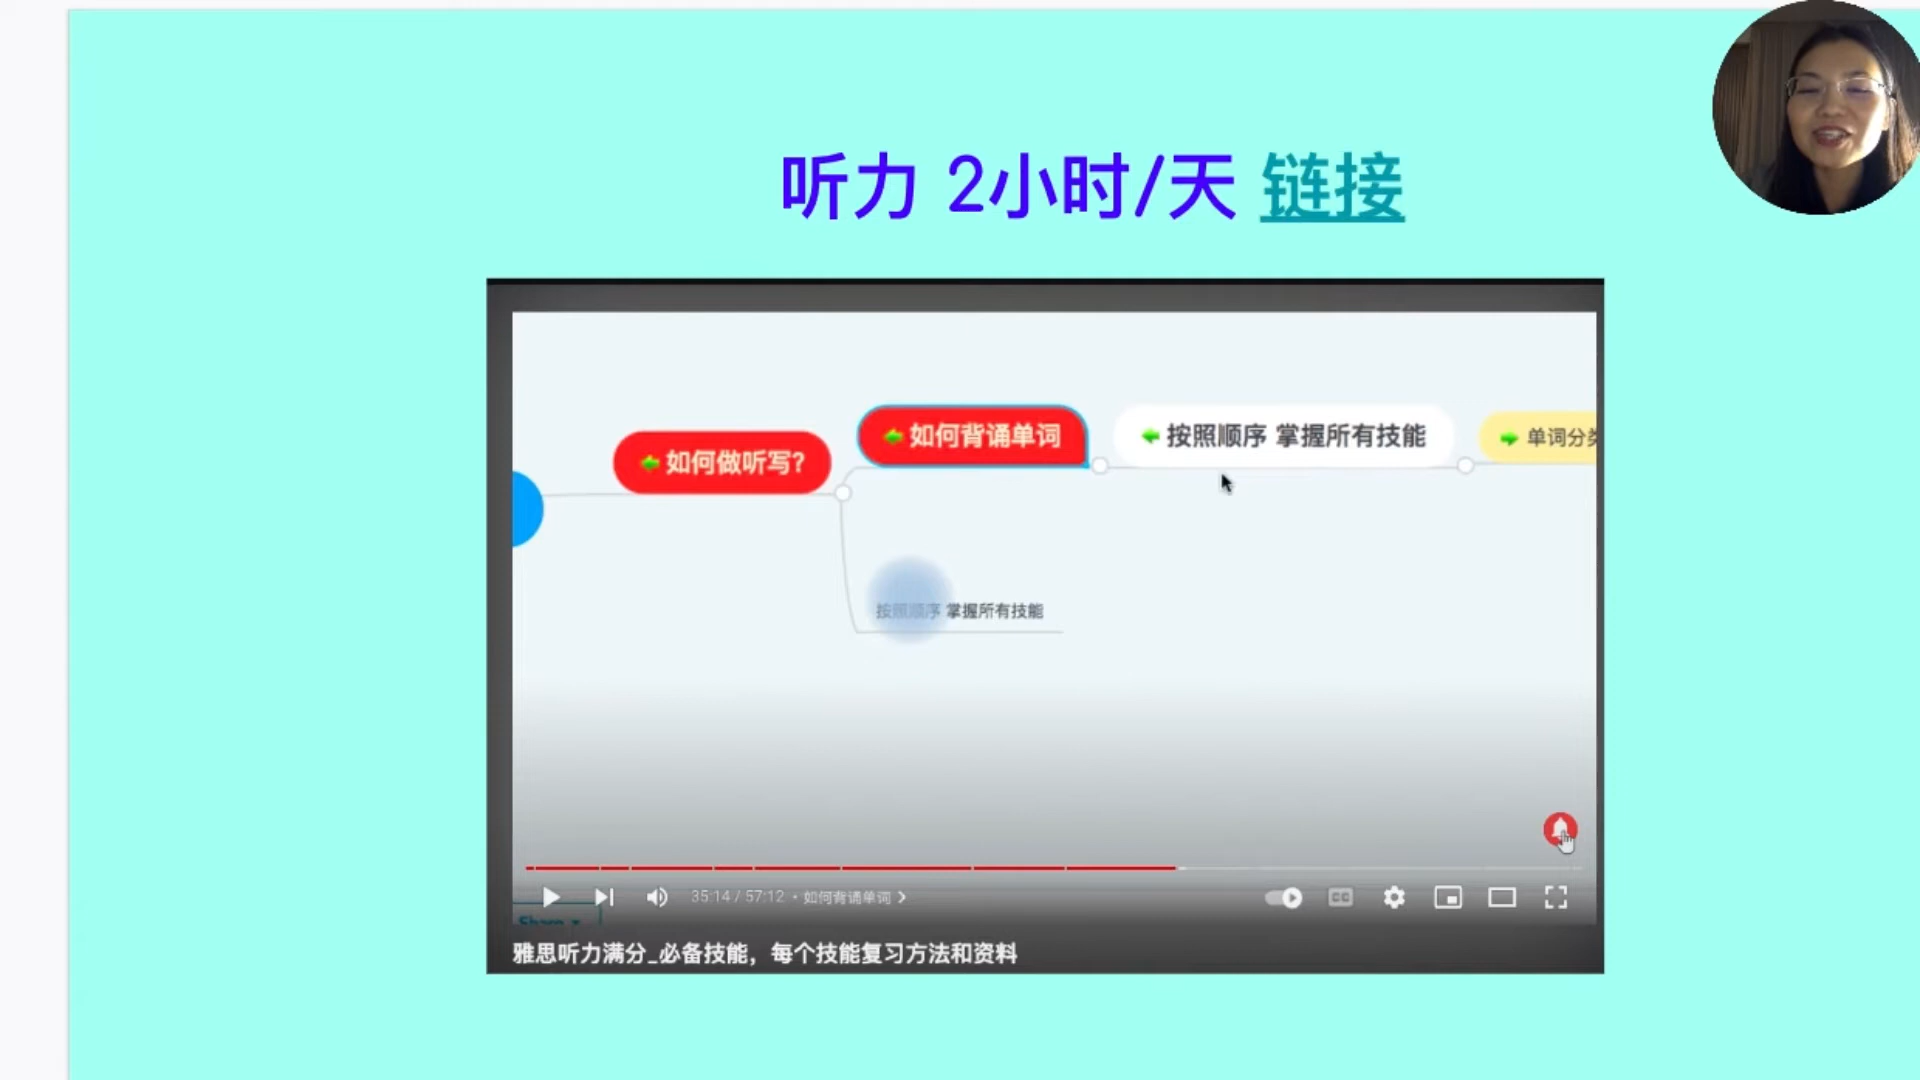 听力 2小时/天 链接
如何做听写?
如何背诵单词
按照顺序 掌握所有技能
单词分类
按照顺序 掌握所有技能
35:14 / 57:12 • 如何背诵单词
CC
Share
雅思听力满分_必备技能，每个技能复习方法和资料